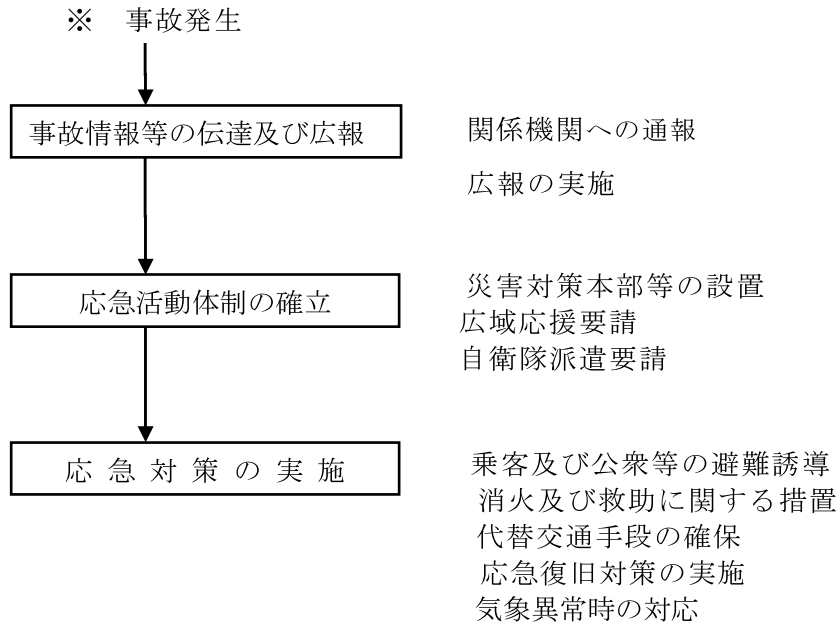 ※　事故発生
事故情報等の伝達及び広報
関係機関への通報
広報の実施
応急活動体制の確立
災害対策本部等の設置
広域応援要請
自衛隊派遣要請
応 急 対 策 の 実 施
乗客及び公衆等の避難誘導
消火及び救助に関する措置
代替交通手段の確保
応急復旧対策の実施
気象異常時の対応